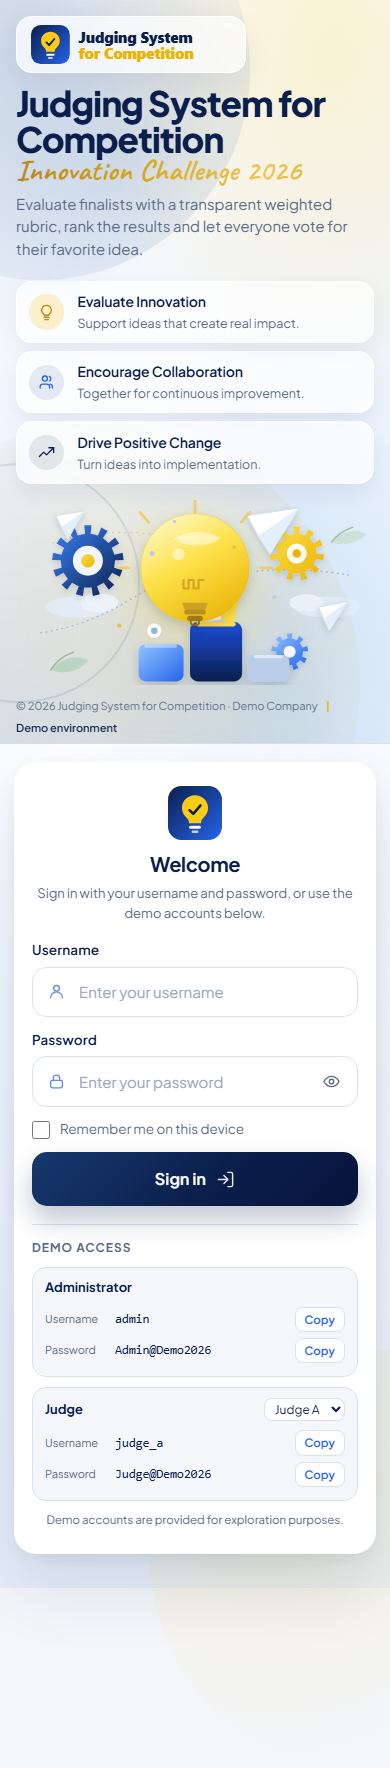 Judging System
for Competition
Judging System for
Competition
Innovation Challenge 2026
Evaluate finalists with a transparent weighted
rubric, rank the results and let everyone vote for
their favorite idea.
Evaluate Innovation
Support ideas that create real impact.
Encourage Collaboration
Together for continuous improvement.
Drive Positive Change
Turn ideas into implementation.
© 2026 Judging System for Competition · Demo Company |
Demo environment
Welcome
Sign in with your username and password, or use the
demo accounts below.
Username
Enter your username
Password
Enter your password
Remember me on this device
Sign in
DEMO ACCESS
Administrator
Username admin Copy
Password Admin@Demo2026 Copy
Judge Judge A
Username judge_a Copy
Password Judge@Demo2026 Copy
Demo accounts are provided for exploration purposes.